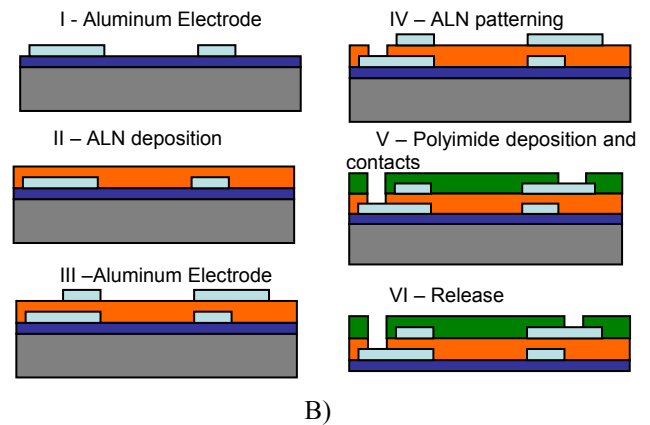 I - Aluminum Electrode
II – ALN deposition
III –Aluminum Electrode
IV – ALN patterning
V – Polyimide deposition and
contacts
VI – Release
B)